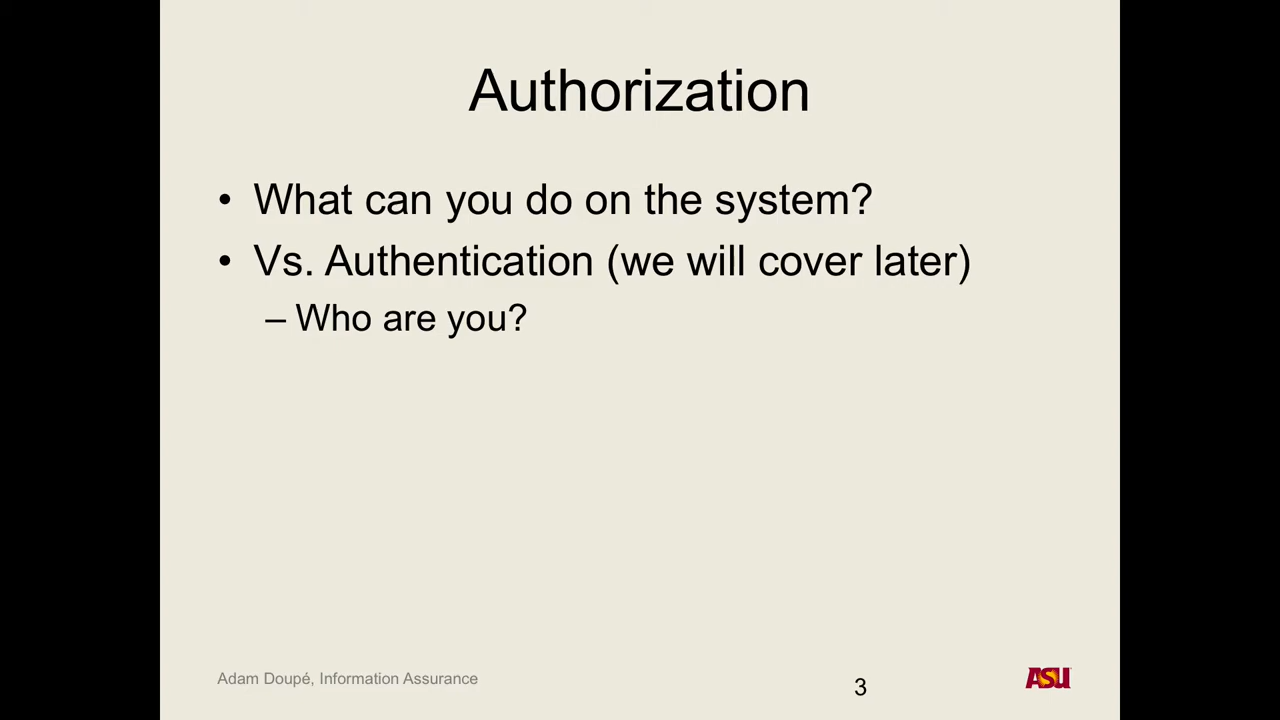 Authorization
• What can you do on the system?
• Vs. Authentication (we will cover later)
– Who are you?
Adam Doupé, Information Assurance
3
ASU